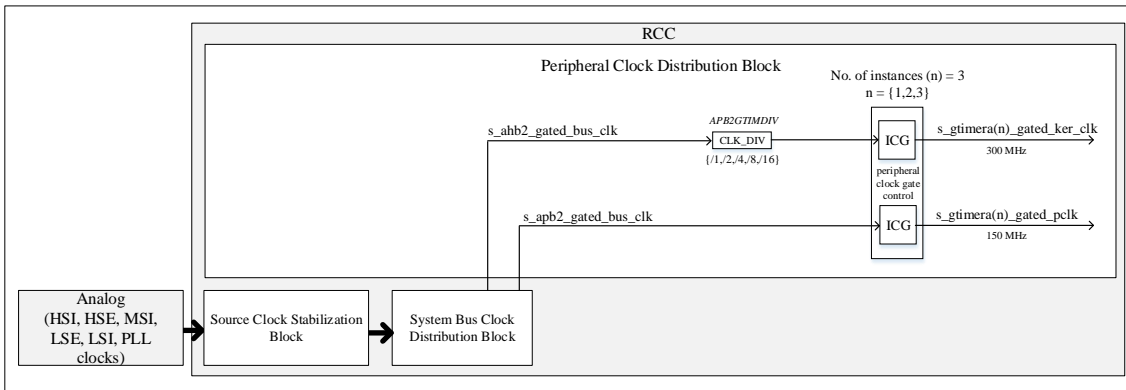 RCC
Peripheral Clock Distribution Block
No. of instances (n) = 3
n = {1,2,3}
APB2GTIMDIV
s_ahb2_gated_bus_clk
CLK_DIV
{/1,/2,/4,/8,/16}
ICG
s_gtimera(n)_gated_ker_clk
300 MHz
peripheral
clock gate
control
s_apb2_gated_bus_clk
ICG
s_gtimera(n)_gated_pclk
150 MHz
Analog
(HSI, HSE, MSI,
LSE, LSI, PLL
clocks)
Source Clock Stabilization
Block
System Bus Clock
Distribution Block